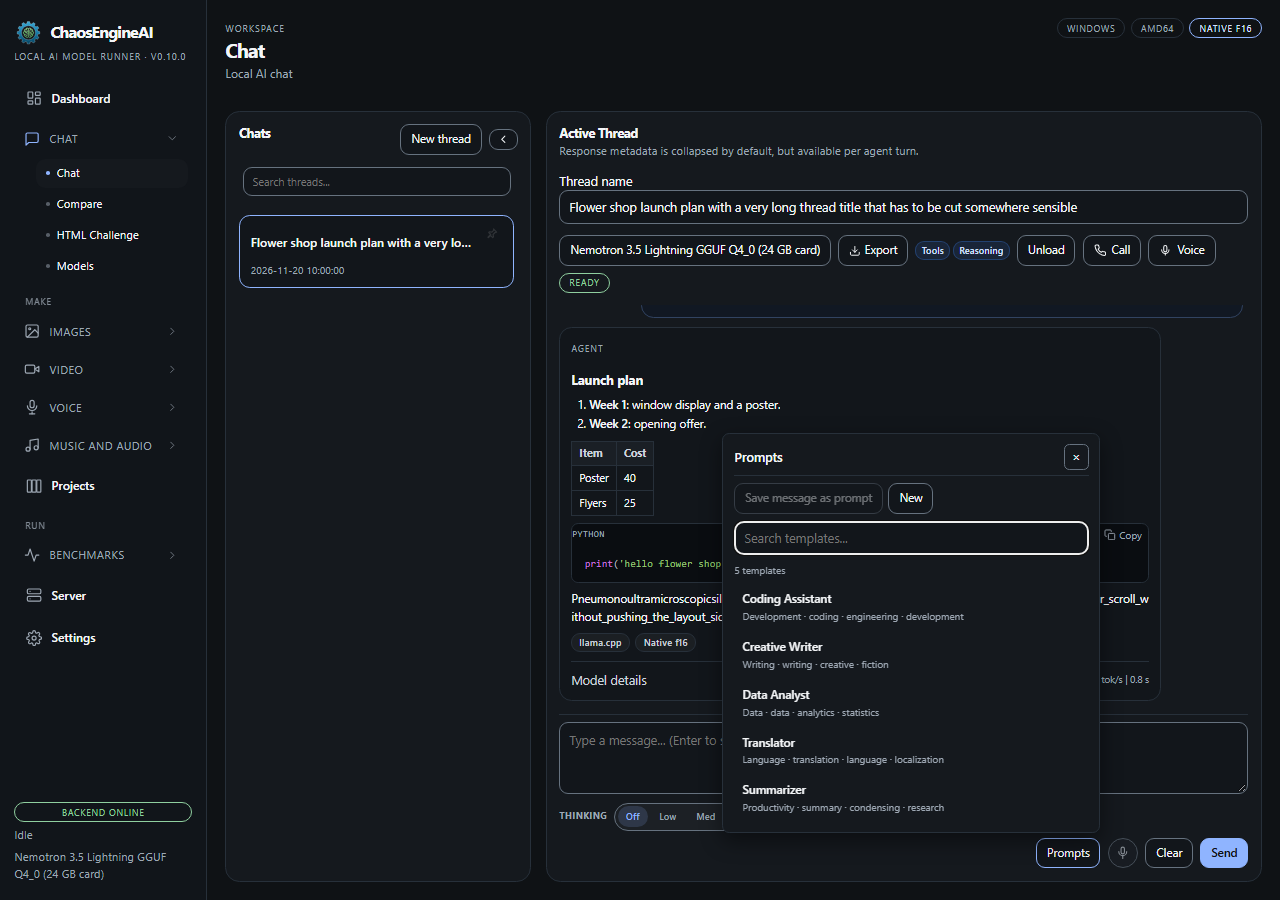 ChaosEngineAI
LOCAL AI MODEL RUNNER · V0.10.0
Dashboard
CHAT
Chat
Compare
HTML Challenge
Models
MAKE
IMAGES
VIDEO
VOICE
MUSIC AND AUDIO
Projects
RUN
BENCHMARKS
Server
Settings
BACKEND ONLINE
Idle
Nemotron 3.5 Lightning GGUF
Q4_0 (24 GB card)
WORKSPACE
Chat
Local AI chat
WINDOWS
AMD64
NATIVE F16
Chats
New thread
Search threads...
Flower shop launch plan with a very lo...
2026-11-20 10:00:00
Active Thread
Response metadata is collapsed by default, but available per agent turn.
Thread name
Flower shop launch plan with a very long thread title that has to be cut somewhere sensible
Nemotron 3.5 Lightning GGUF Q4_0 (24 GB card)
Export
Tools
Reasoning
Unload
Call
Voice
READY
AGENT
Launch plan
1. Week 1: window display and a poster.
2. Week 2: opening offer.
Item Cost
Poster 40
Flyers 25
PYTHON
Copy
print('hello flower shop
Pneumonoultramicroscopicsil
r_scroll_w
ithout_pushing_the_layout_sid
llama.cpp
Native f16
Model details
tok/s | 0.8 s
Type a message... (Enter to s
THINKING
Off
Low
Med
Prompts
×
Save message as prompt
New
Search templates...
5 templates
Coding Assistant
Development · coding · engineering · development
Creative Writer
Writing · writing · creative · fiction
Data Analyst
Data · data · analytics · statistics
Translator
Language · translation · language · localization
Summarizer
Productivity · summary · condensing · research
Prompts
Clear
Send